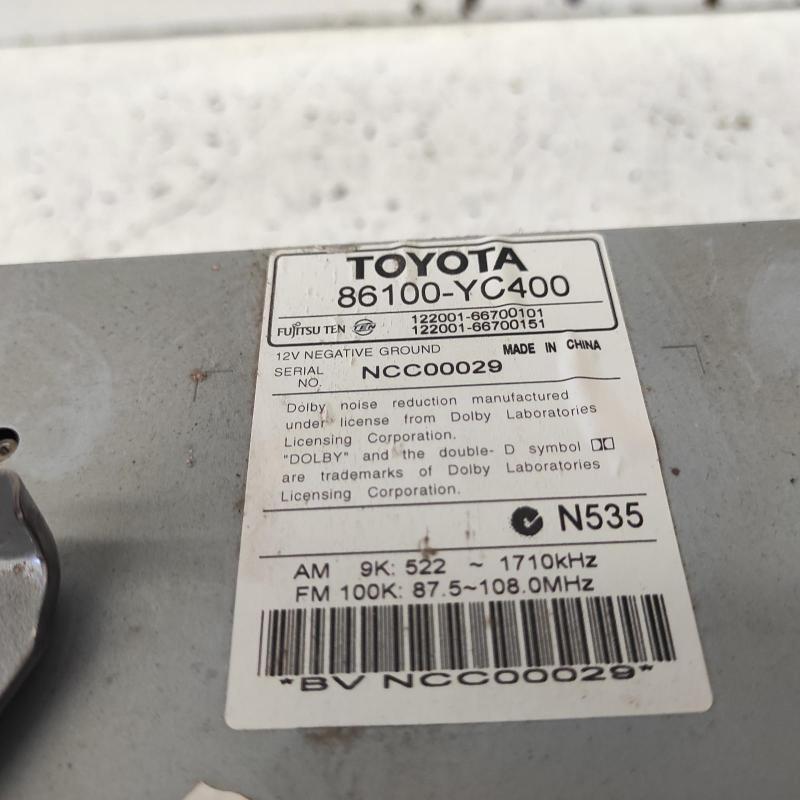 TOYOTA
86100-YC400
FUJITSU TEN TEN 122001-66700101
122001-66700151
12V NEGATIVE GROUND MADE IN CHINA
SERIAL NO. NCC00029
Dolby noise reduction manufactured
under license from Dolby Laboratories
Licensing Corporation.
"DOLBY" and the double- D symbol
are trademarks of Dolby Laboratories
Licensing Corporation.
N535
AM 9K: 522 ~ 1710kHz
FM 100K: 87.5~108.0MHz
*BV NCC00029*